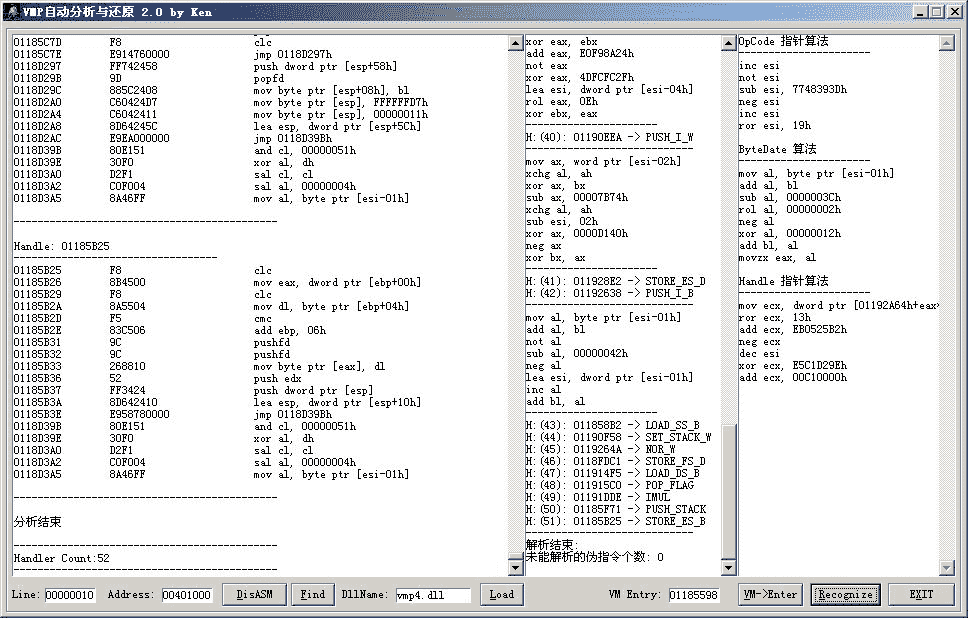 VMP自动分析与还原 2.0 by Ken
01185C7D F8 clc
01185C7E E914760000 jmp 0118D297h
0118D297 FF742458 push dword ptr [esp+58h]
0118D29B 9D popfd
0118D29C 885C2408 mov byte ptr [esp+08h], bl
0118D2A0 C60424D7 mov byte ptr [esp], FFFFFFD7h
0118D2A4 C6042411 mov byte ptr [esp], 00000011h
0118D2A8 8D64245C lea esp, dword ptr [esp+5Ch]
0118D2AC E9EA000000 jmp 0118D39Bh
0118D39B 80E151 and cl, 00000051h
0118D39E 30F0 xor al, dh
0118D3A0 D2F1 sal cl, cl
0118D3A2 C0F004 sal al, 00000004h
0118D3A5 8A46FF mov al, byte ptr [esi-01h]
----------------------------------------
Handle: 01185B25
-------------------------------
01185B25 F8 clc
01185B26 8B4500 mov eax, dword ptr [ebp+00h]
01185B29 F8 clc
01185B2A 8A5504 mov dl, byte ptr [ebp+04h]
01185B2D F5 cmc
01185B2E 83C506 add ebp, 06h
01185B31 9C pushfd
01185B32 9C pushfd
01185B33 268810 mov byte ptr [eax], dl
01185B36 52 push edx
01185B37 FF3424 push dword ptr [esp]
01185B3A 8D642410 lea esp, dword ptr [esp+10h]
01185B3E E958780000 jmp 0118D39Bh
0118D39B 80E151 and cl, 00000051h
0118D39E 30F0 xor al, dh
0118D3A0 D2F1 sal cl, cl
0118D3A2 C0F004 sal al, 00000004h
0118D3A5 8A46FF mov al, byte ptr [esi-01h]
----------------------------------------
分析结束
----------------------------------------
Handler Count:52
----------------------------------------
xor eax, ebx
add eax, E0F98A24h
not eax
xor eax, 4DFCFC2Fh
lea esi, dword ptr [esi-04h]
rol eax, 0Eh
xor ebx, eax
--------------------
H:(40): 01190EEA -> PUSH_I_W
-------------------------
mov ax, word ptr [esi-02h]
xchg al, ah
xor ax, bx
sub ax, 00007B74h
xchg al, ah
sub esi, 02h
xor ax, 0000D140h
neg ax
xor bx, ax
--------------------
H:(41): 011928E2 -> STORE_ES_D
H:(42): 01192638 -> PUSH_I_B
-------------------------
mov al, byte ptr [esi-01h]
add al, bl
not al
sub al, 00000042h
neg al
lea esi, dword ptr [esi-01h]
inc al
add bl, al
--------------------
H:(43): 011858B2 -> LOAD_SS_B
H:(44): 01190F58 -> SET_STACK_W
H:(45): 0119264A -> NOR_W
H:(46): 0118FDC1 -> STORE_FS_D
H:(47): 011914F5 -> LOAD_DS_B
H:(48): 011915C0 -> POP_FLAG
H:(49): 01191DDE -> IMUL
H:(50): 01185F71 -> PUSH_STACK
H:(51): 01185B25 -> STORE_ES_B
-------------------------
解析结束:
未能解析的伪指令个数: 0
OpCode 指针算法
--------------------
inc esi
not esi
sub esi, 7748393Dh
neg esi
inc esi
ror esi, 19h
ByteDate 算法
--------------------
mov al, byte ptr [esi-01h]
add al, bl
sub al, 0000003Ch
rol al, 00000002h
neg al
xor al, 00000012h
add bl, al
movzx eax, al
Handle 指针算法
--------------------
mov ecx, dword ptr [01192A64h+eax*
ror ecx, 13h
add ecx, EB0525B2h
neg ecx
dec esi
xor ecx, E5C1D29Eh
add ecx, 00C10000h
Line: 00000010 Address: 00401000 DisASM Find DllName: vmp4.dll Load VM Entry: 01185598 VM->Enter Recognize EXIT